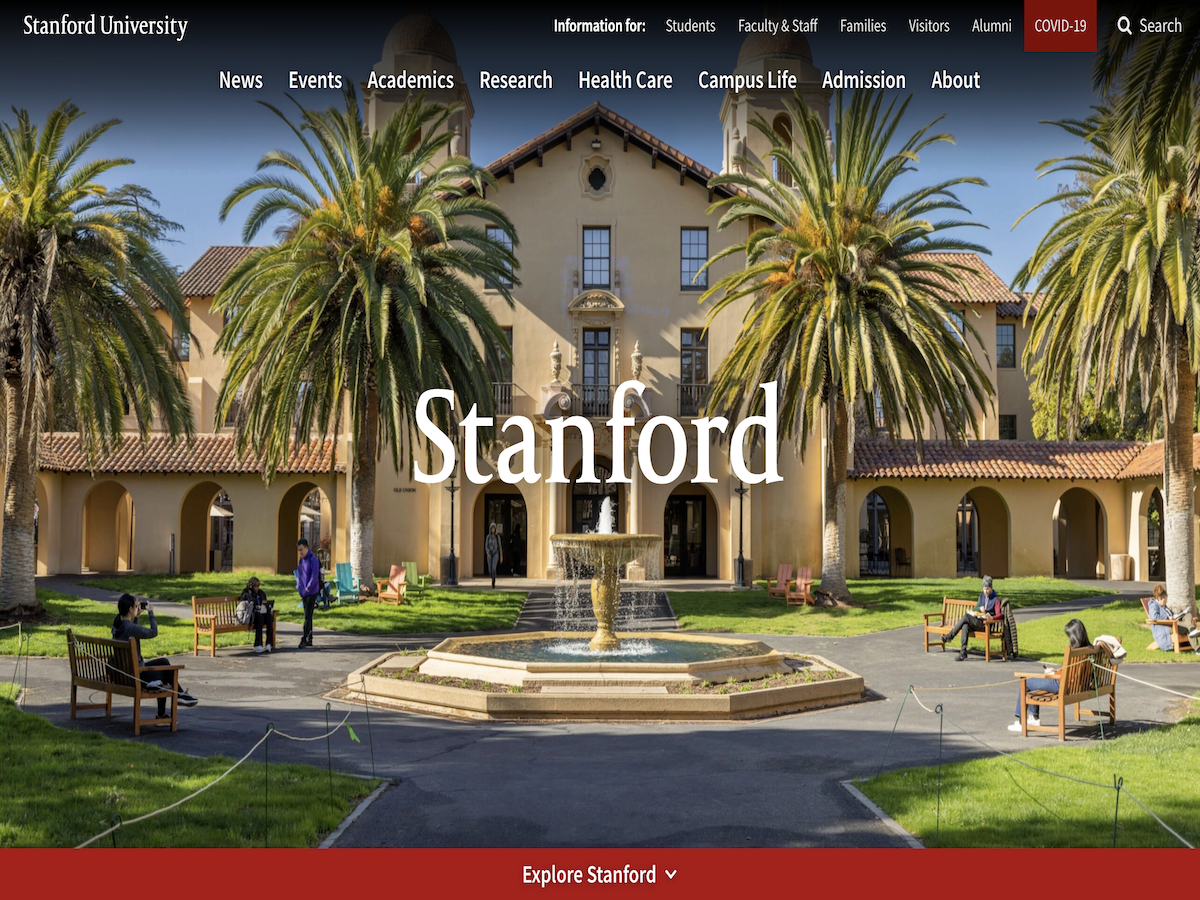 Stanford University
Information for: Students Faculty & Staff Families Visitors Alumni COVID-19 Search
News Events Academics Research Health Care Campus Life Admission About
Stanford
OLD UNION
Explore Stanford